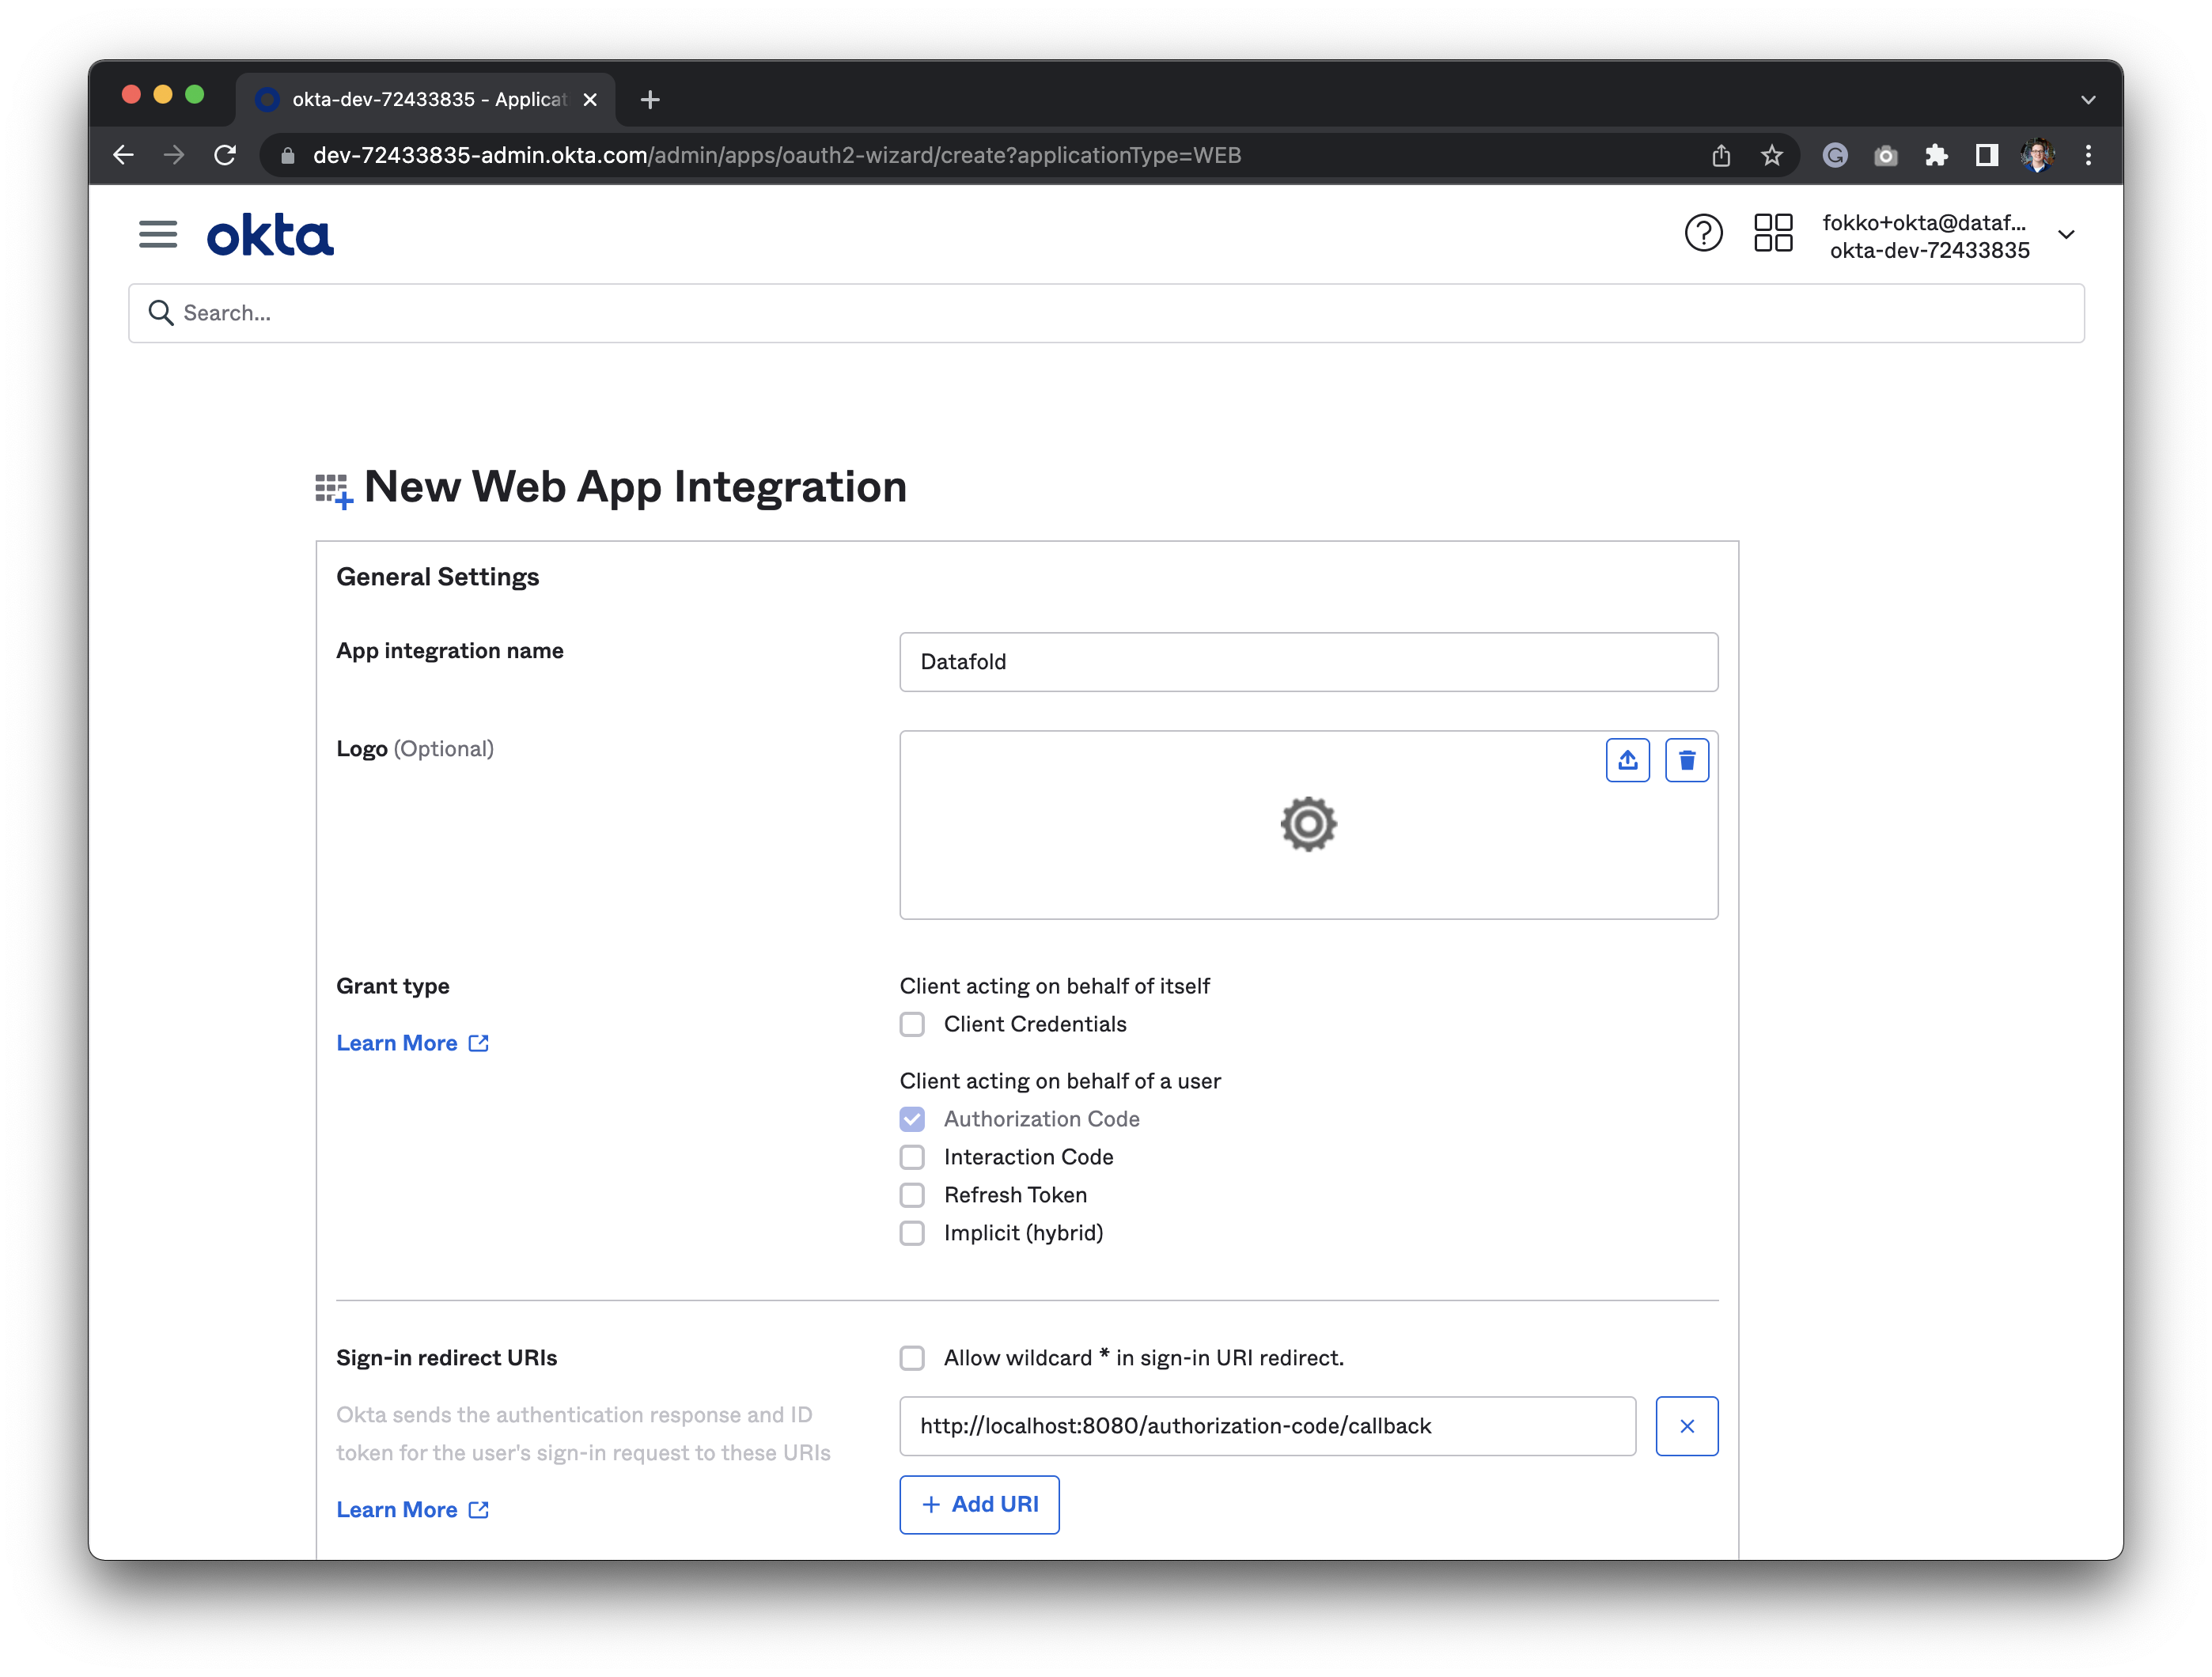 okta-dev-72433835 - Applicat
dev-72433835-admin.okta.com/admin/apps/oauth2-wizard/create?applicationType=WEB
okta
fokko+okta@dataf...
okta-dev-72433835
Search...
New Web App Integration
General Settings
App integration name
Datafold
Logo (Optional)
Grant type
Learn More
Client acting on behalf of itself
Client Credentials
Client acting on behalf of a user
Authorization Code
Interaction Code
Refresh Token
Implicit (hybrid)
Sign-in redirect URIs
Okta sends the authentication response and ID
token for the user's sign-in request to these URIs
Learn More
Allow wildcard * in sign-in URI redirect.
http://localhost:8080/authorization-code/callback
+ Add URI